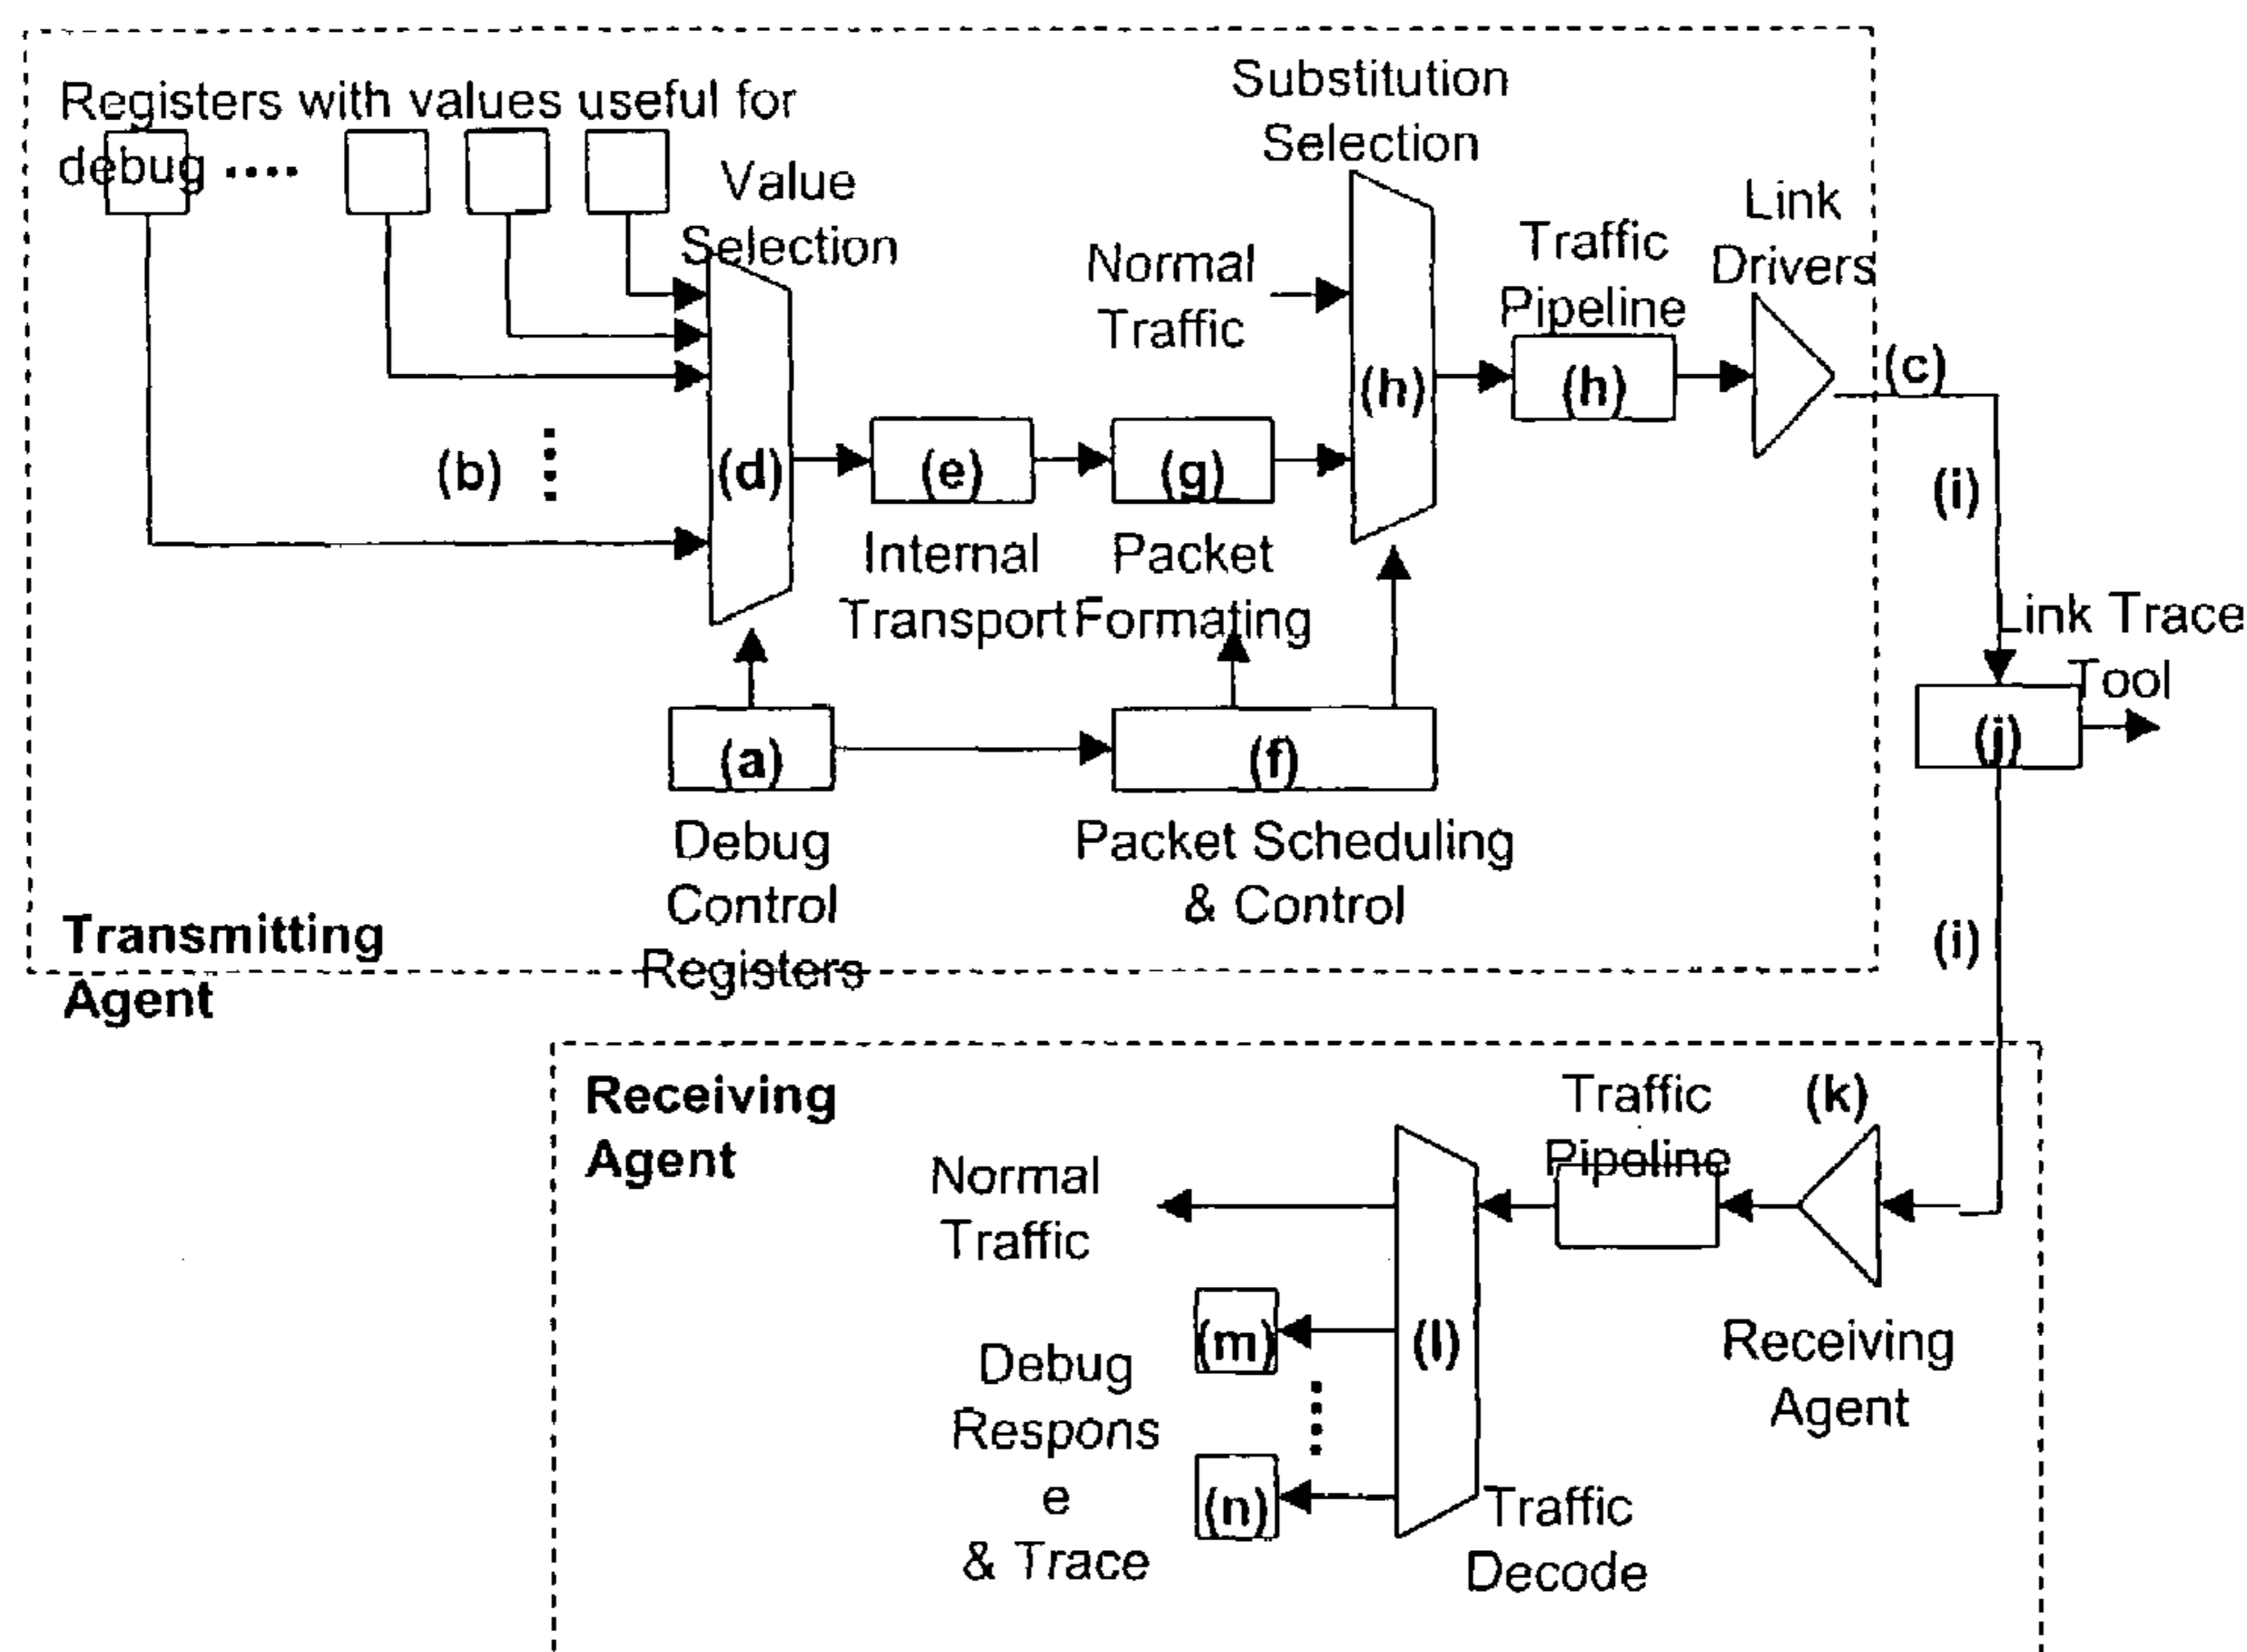 Registers with values useful for
debug ....
Value
Selection
Substitution
Selection
Normal
Traffic
Traffic
Pipeline
Link
Drivers
(b)
(d)
(e)
(g)
(h)
(h)
(c)
(i)
Internal
Transport
Packet
Formating
Link Trace
Tool
(a)
(f)
(j)
Debug
Control
Registers
Packet Scheduling
& Control
(i)
Transmitting
Agent
Receiving
Agent
Traffic
Pipeline
(k)
Normal
Traffic
(m)
(l)
Debug
Respons
e
& Trace
(n)
Receiving
Agent
Traffic
Decode